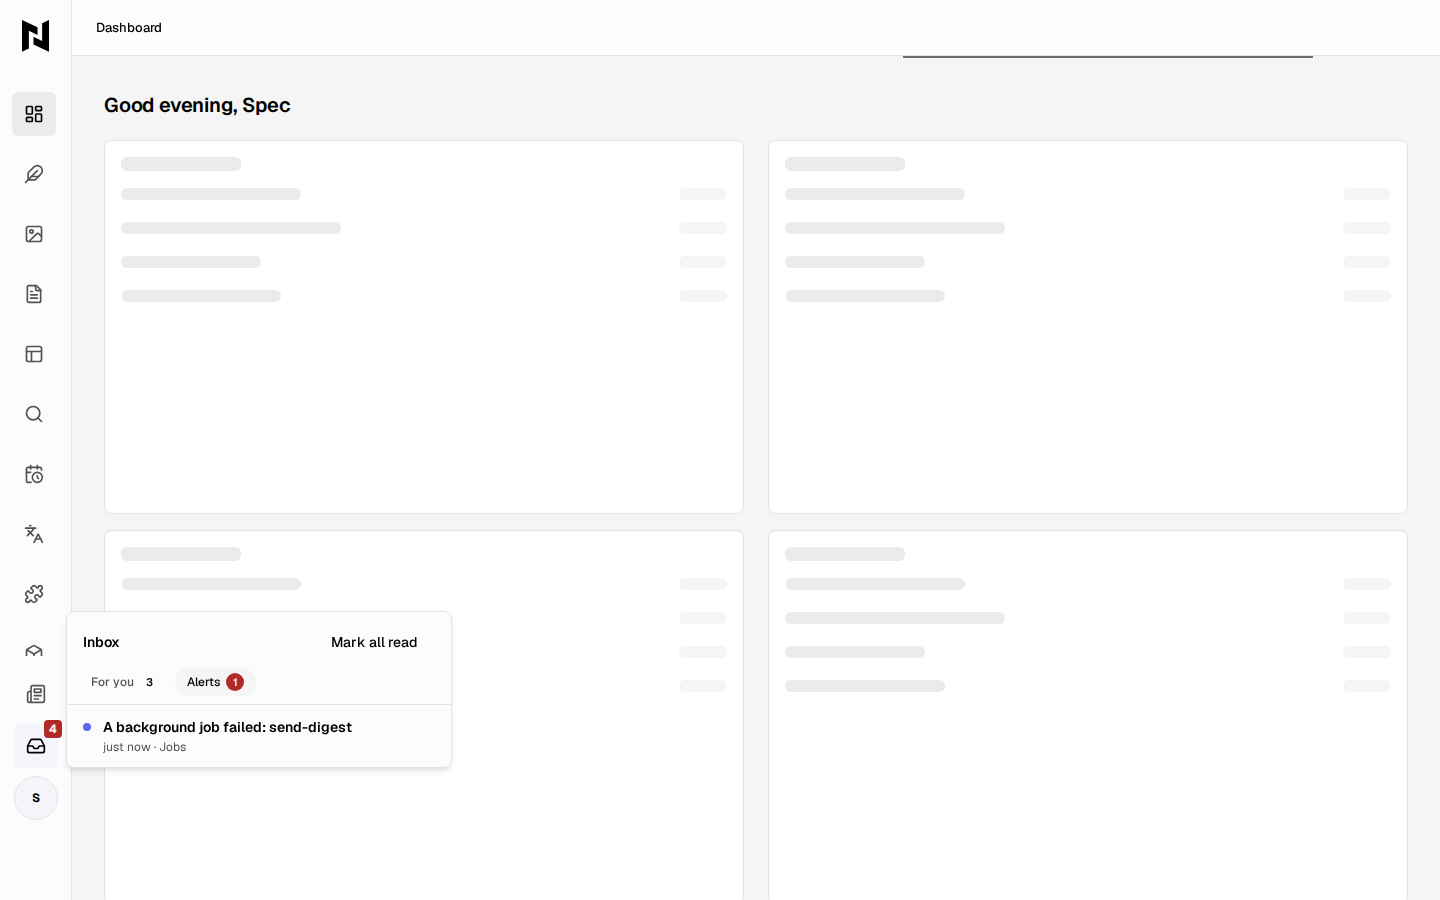 Dashboard
Good evening, Spec
Inbox
Mark all read
For you 3
Alerts 1
A background job failed: send-digest
just now · Jobs
4
S